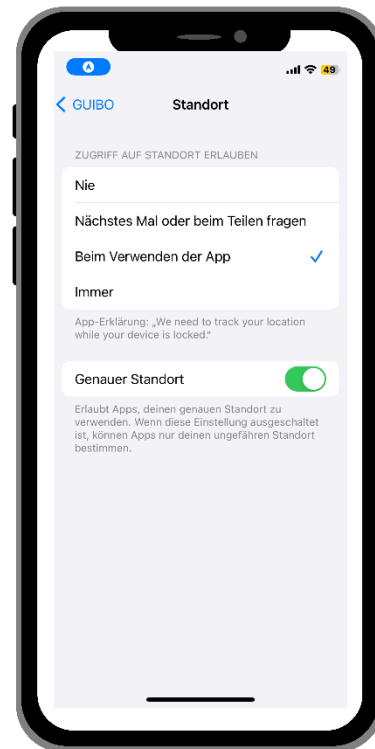 49
GUIBO
Standort
ZUGRIFF AUF STANDORT ERLAUBEN
Nie
Nächstes Mal oder beim Teilen fragen
Beim Verwenden der App
Immer
App-Erklärung: „We need to track your location
while your device is locked.“
Genauer Standort
Erlaubt Apps, deinen genauen Standort zu
verwenden. Wenn diese Einstellung ausgeschaltet
ist, können Apps nur deinen ungefähren Standort
bestimmen.